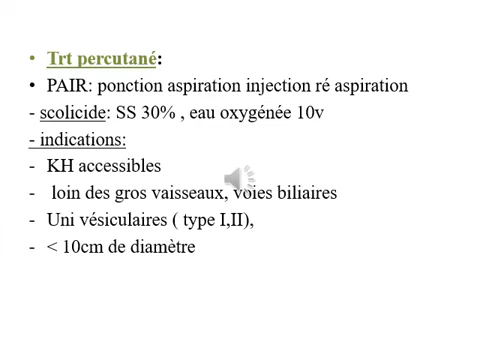 • Trt percutané:
• PAIR: ponction aspiration injection ré aspiration
- scolicide: SS 30% , eau oxygénée 10v
- indications:
- KH accessibles
- loin des gros vaisseaux, voies biliaires
- Uni vésiculaires ( type I,II),
- < 10cm de diamètre